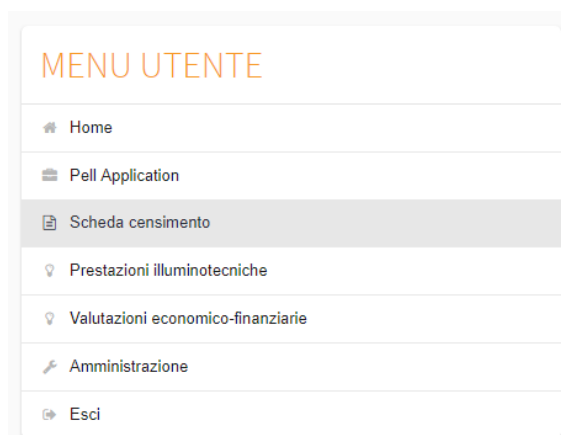 MENU UTENTE
Home
Pell Application
Scheda censimento
Prestazioni illuminotecniche
Valutazioni economico-finanziarie
Amministrazione
Esci